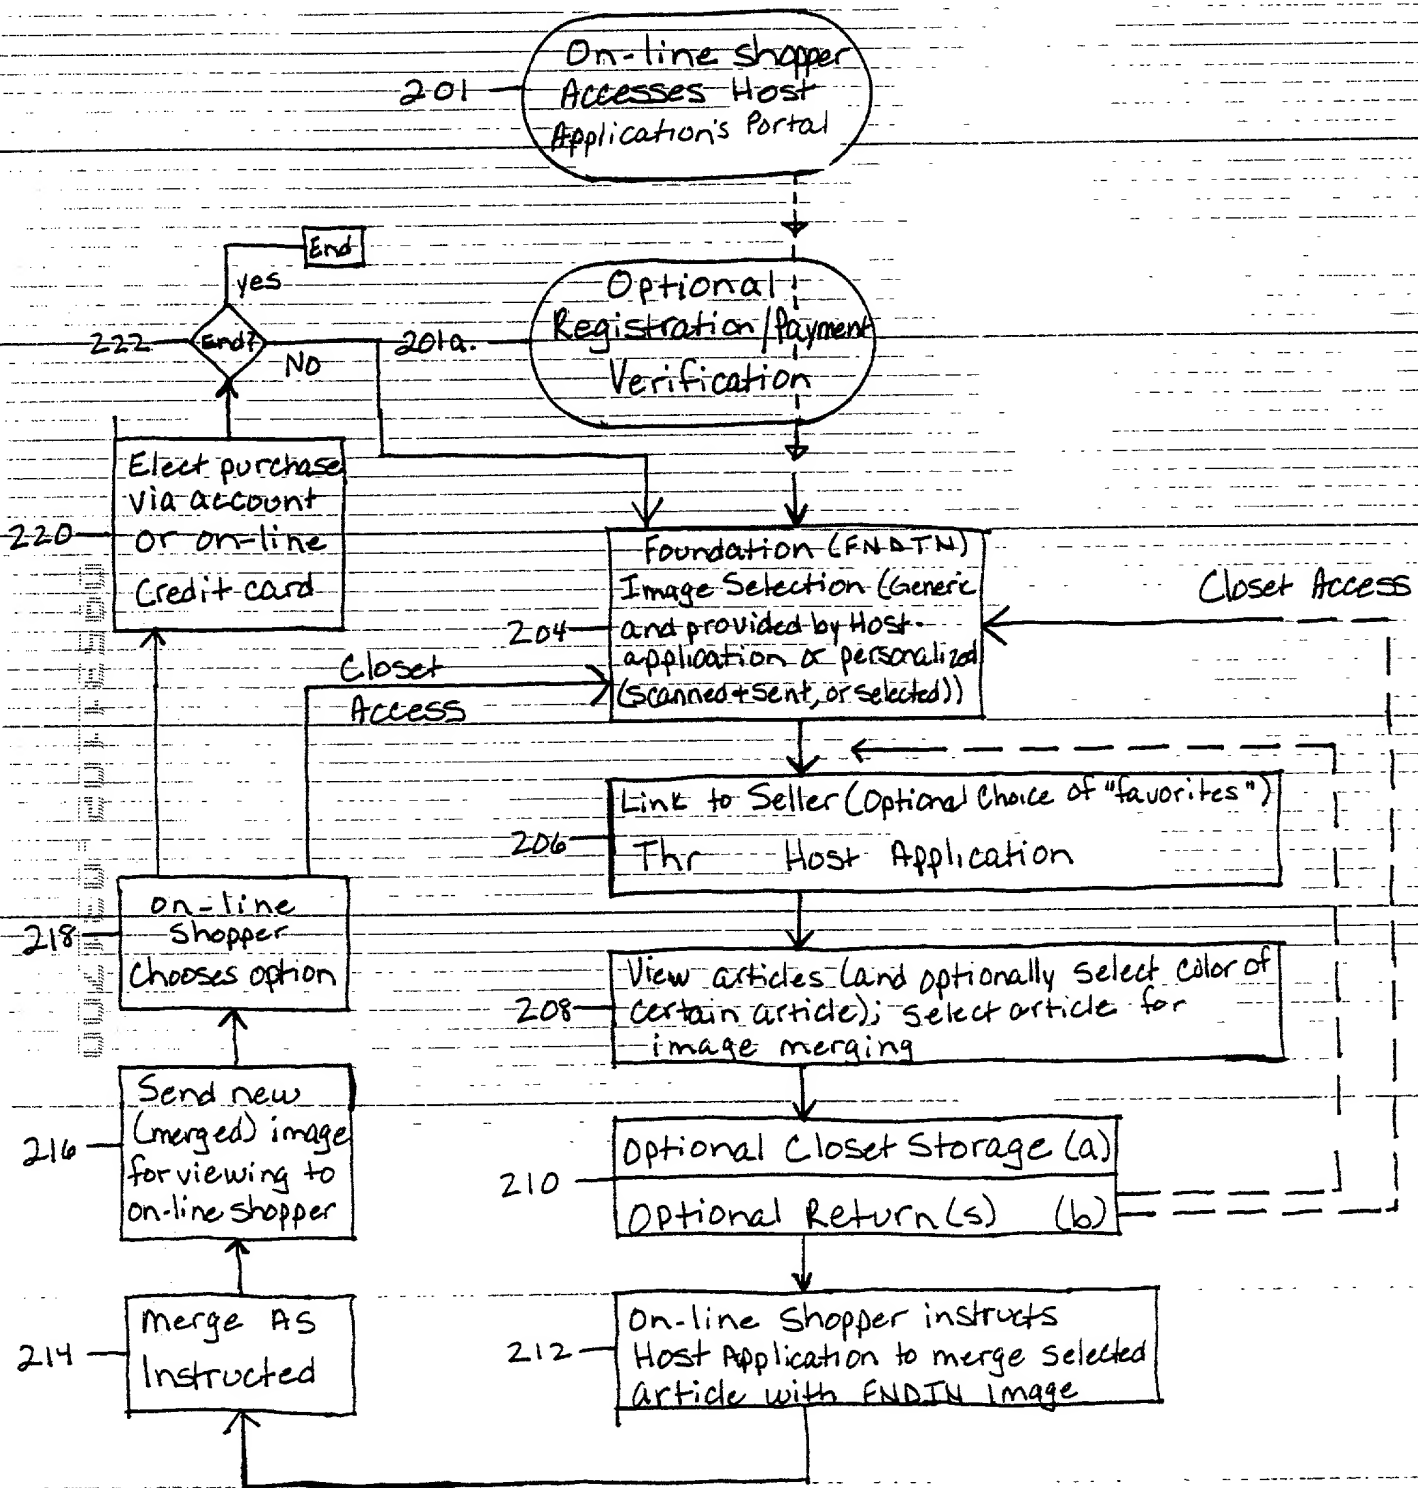 On-line shopper
201
Accesses Host
Application's Portal
End
yes
Optional
222
End?
No
201a.
Registration/Payment
Verification
Elect purchase
via account
220
or on-line
Credit card
Foundation (FNDTN)
Image Selection (Generic
204
and provided by Host-
application or personalized
(scanned + sent, or selected))
Closet Access
Closet
Access
Link to Seller (Optional Choice of "favorites")
206
Thr Host Application
on-line
218
Shopper
Chooses option
View articles (and optionally select color of
208
certain article); select article for
image merging
Send new
216
(merged) image
for viewing to
on-line shopper
Optional Closet Storage (a)
210
Optional Return(s) (b)
merge As
214
Instructed
On-line Shopper instructs
212
Host Application to merge selected
article with FNDTN Image